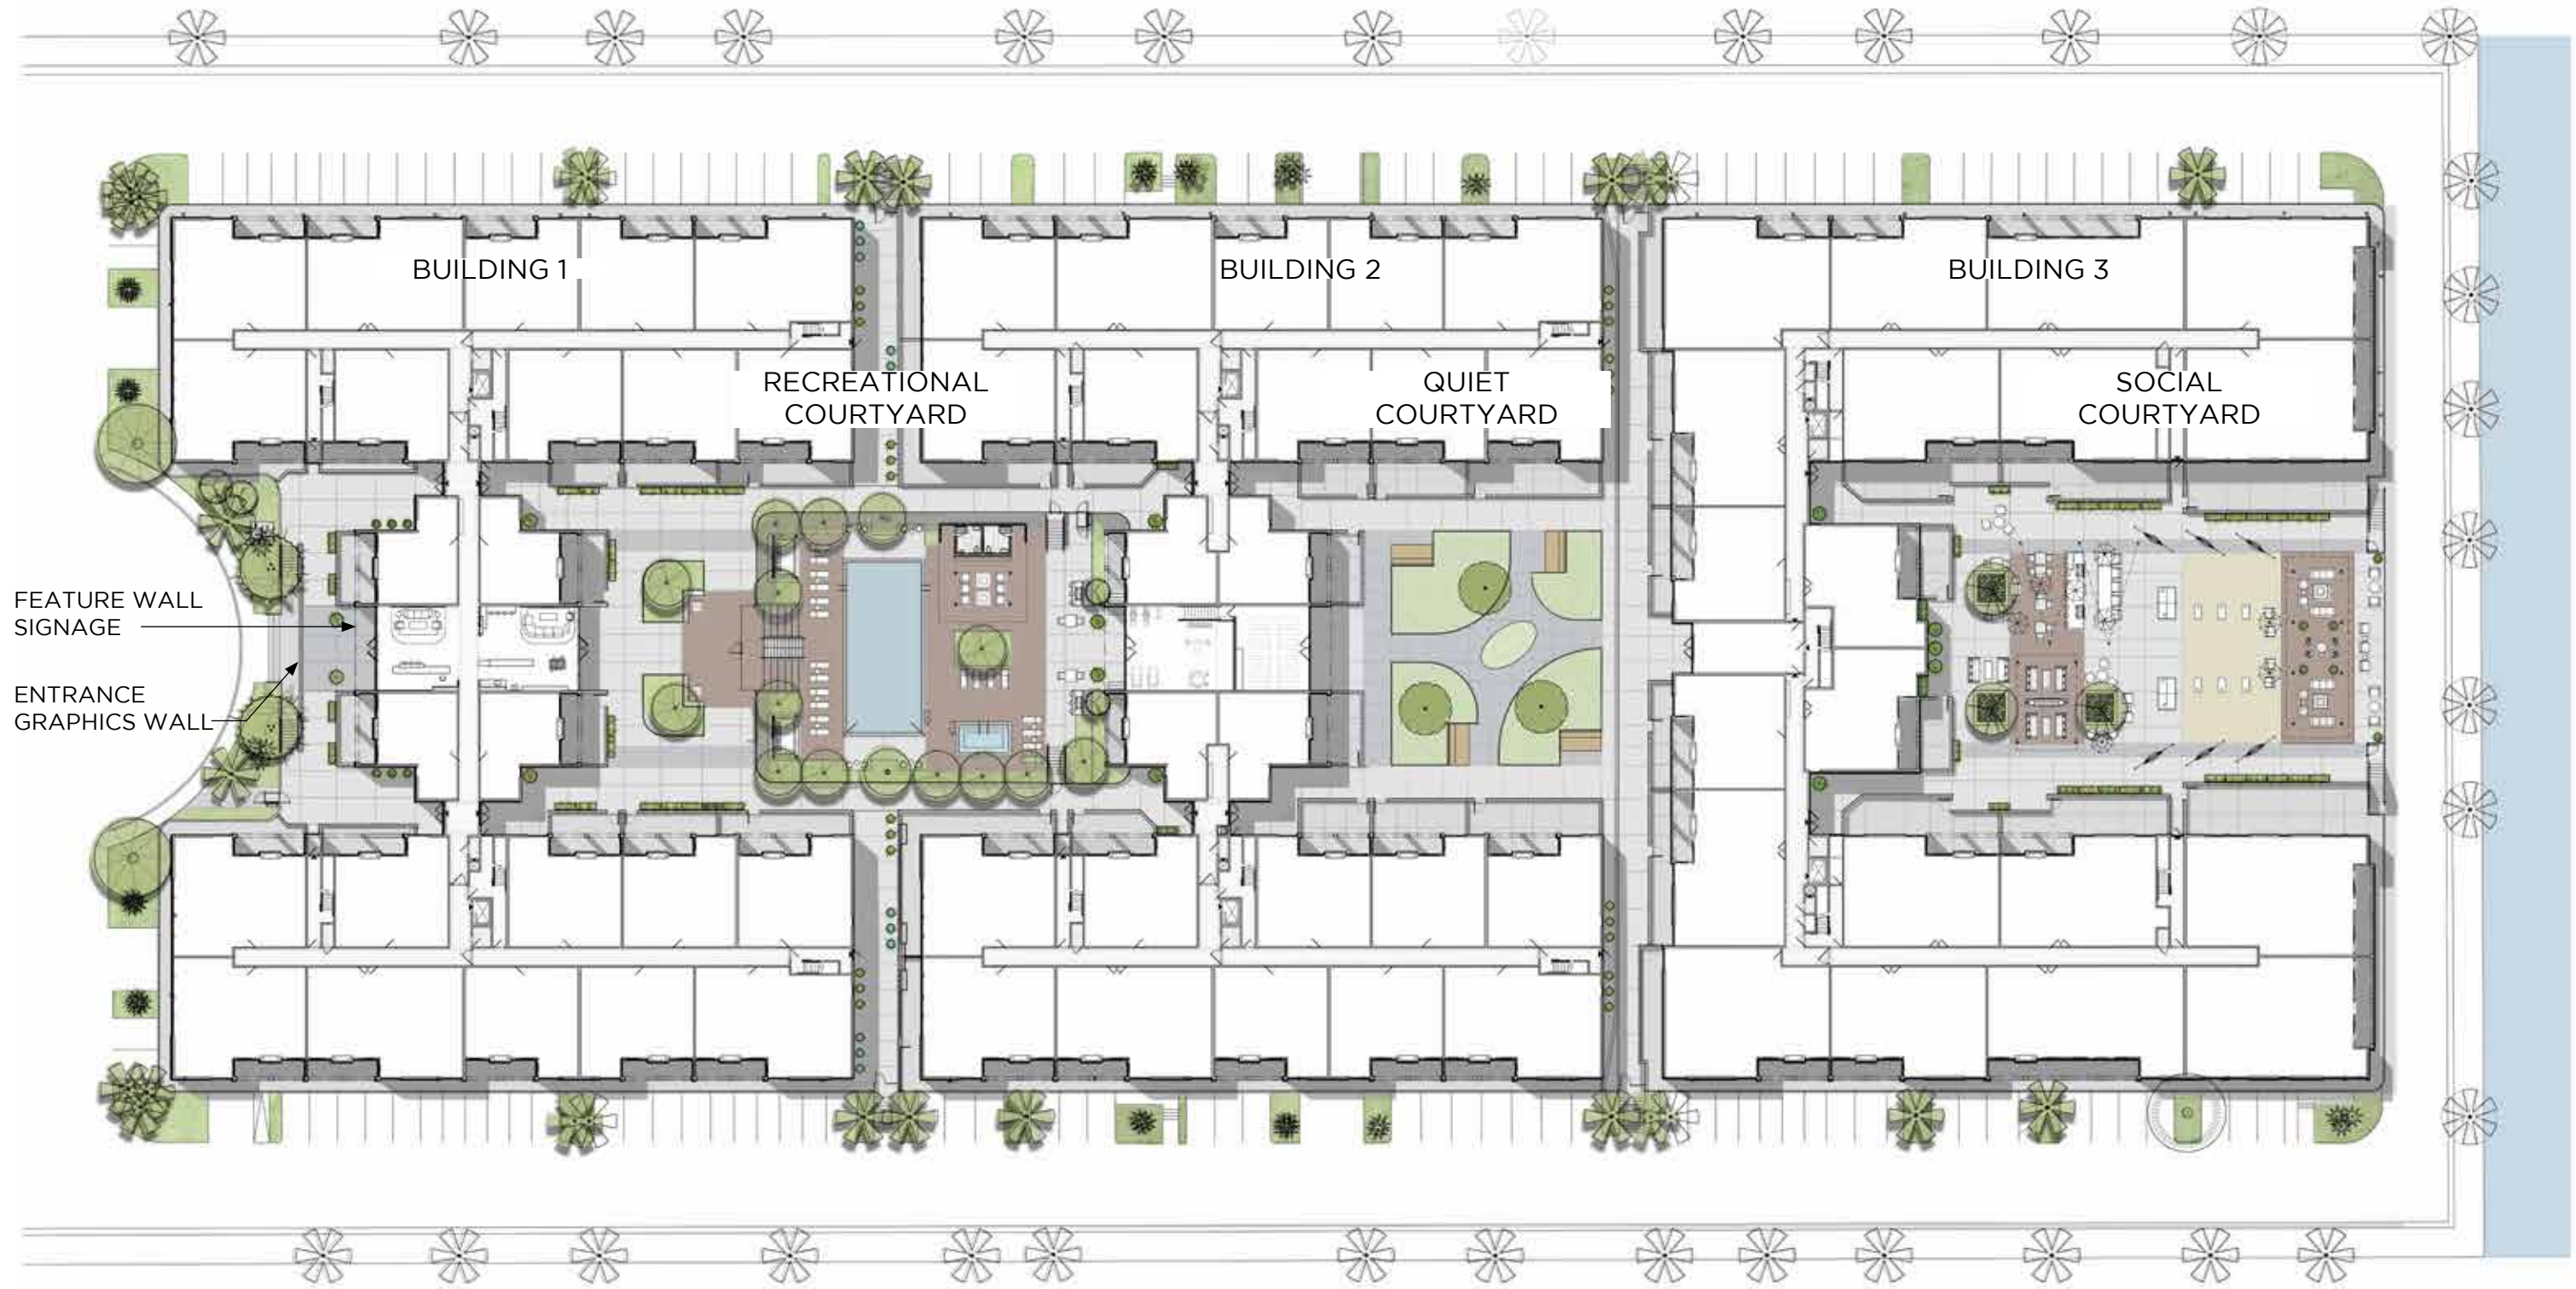 BUILDING 1
BUILDING 2
BUILDING 3
RECREATIONAL
COURTYARD
QUIET
COURTYARD
SOCIAL
COURTYARD
FEATURE WALL
SIGNAGE
ENTRANCE
GRAPHICS WALL